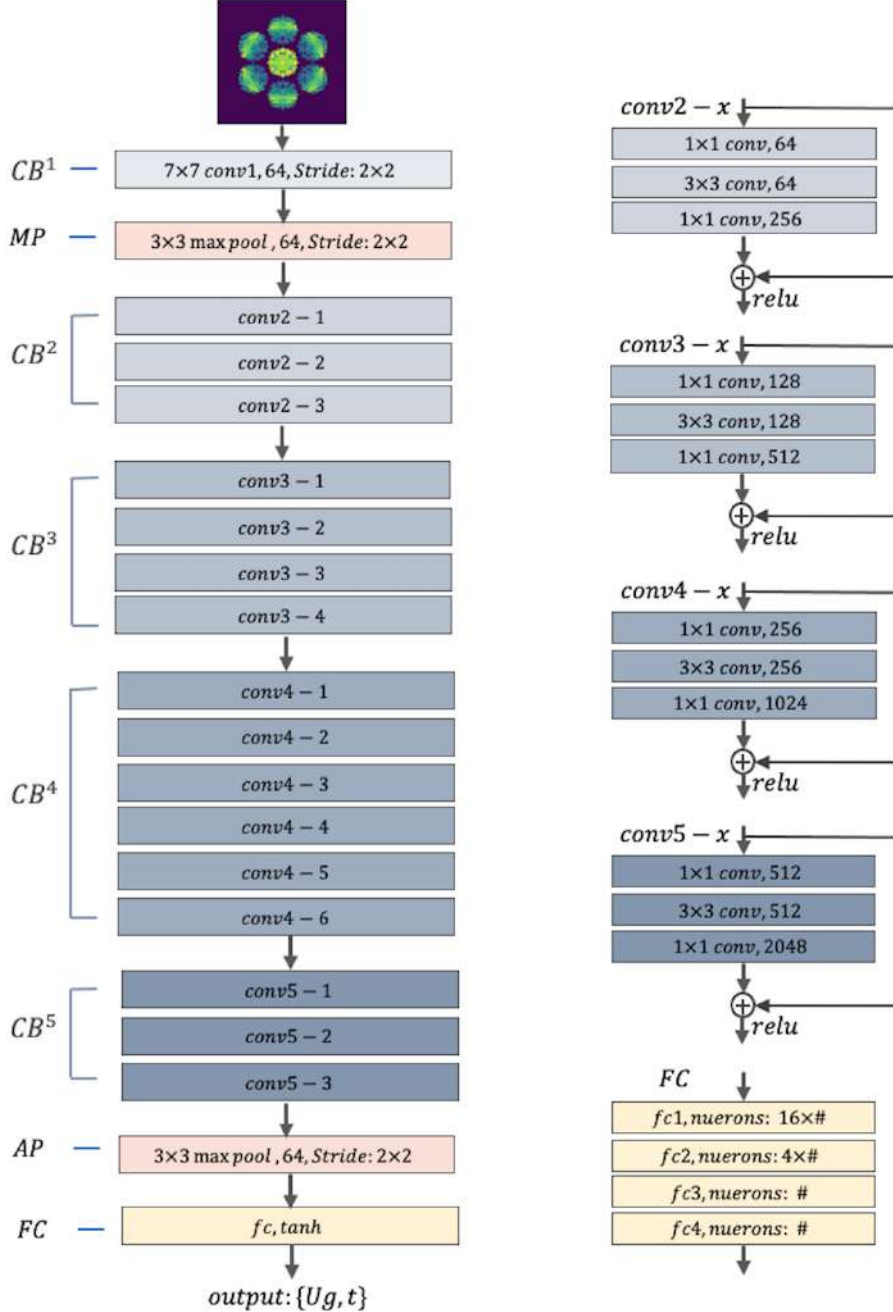 CB¹
7×7 conv1, 64, Stride: 2×2
MP
3×3 max pool , 64, Stride: 2×2
CB²
conv2 − 1
conv2 − 2
conv2 − 3
CB³
conv3 − 1
conv3 − 2
conv3 − 3
conv3 − 4
CB⁴
conv4 − 1
conv4 − 2
conv4 − 3
conv4 − 4
conv4 − 5
conv4 − 6
CB⁵
conv5 − 1
conv5 − 2
conv5 − 3
AP
3×3 max pool , 64, Stride: 2×2
FC
fc, tanh
output: {Ug, t}
conv2 − x
1×1 conv, 64
3×3 conv, 64
1×1 conv, 256
relu
conv3 − x
1×1 conv, 128
3×3 conv, 128
1×1 conv, 512
relu
conv4 − x
1×1 conv, 256
3×3 conv, 256
1×1 conv, 1024
relu
conv5 − x
1×1 conv, 512
3×3 conv, 512
1×1 conv, 2048
relu
FC
fc1, nuerons: 16×#
fc2, nuerons: 4×#
fc3, nuerons: #
fc4, nuerons: #